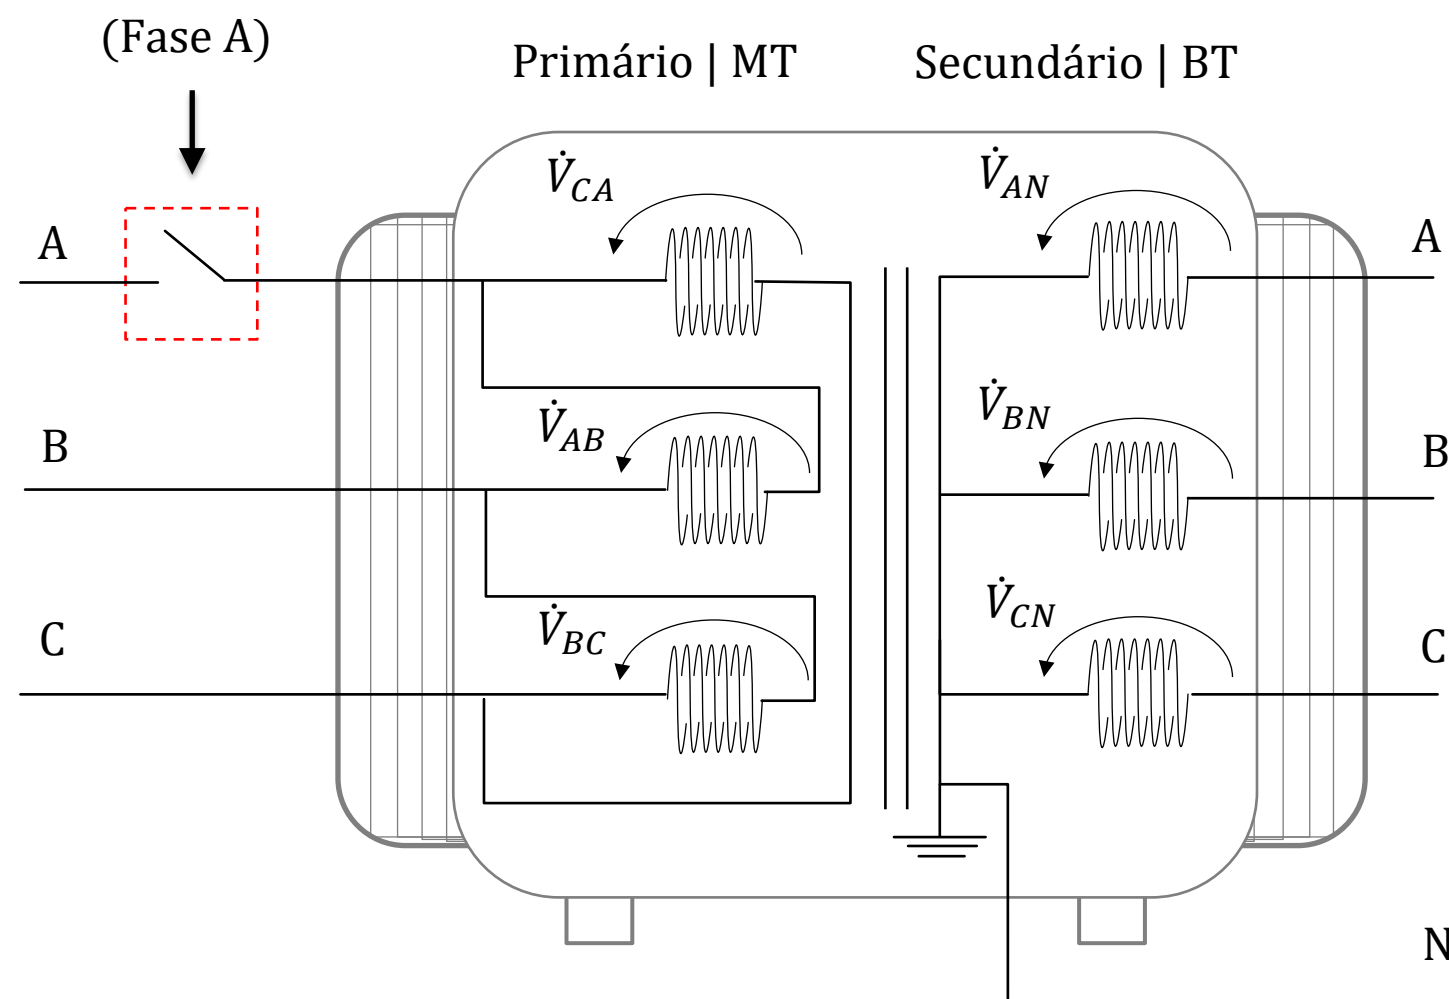 (Fase A)
Primário | MT
Secundário | BT
V̇CA
V̇AN
A
A
V̇AB
V̇BN
B
B
V̇BC
V̇CN
C
C
N